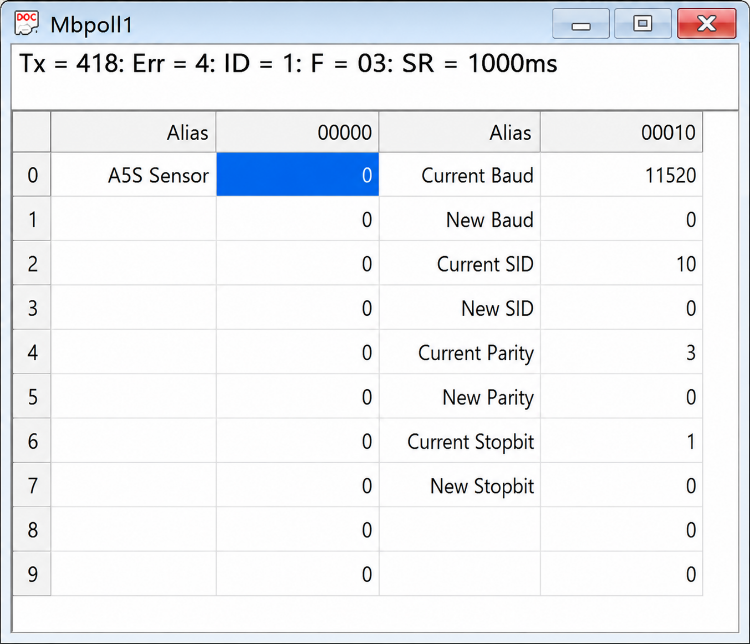 DOC
Mbpoll1
Tx = 418: Err = 4: ID = 1: F = 03: SR = 1000ms
Alias 00000 Alias 00010
0 A5S Sensor 0 Current Baud 11520
1 0 New Baud 0
2 0 Current SID 10
3 0 New SID 0
4 0 Current Parity 3
5 0 New Parity 0
6 0 Current Stopbit 1
7 0 New Stopbit 0
8 0 0
9 0 0